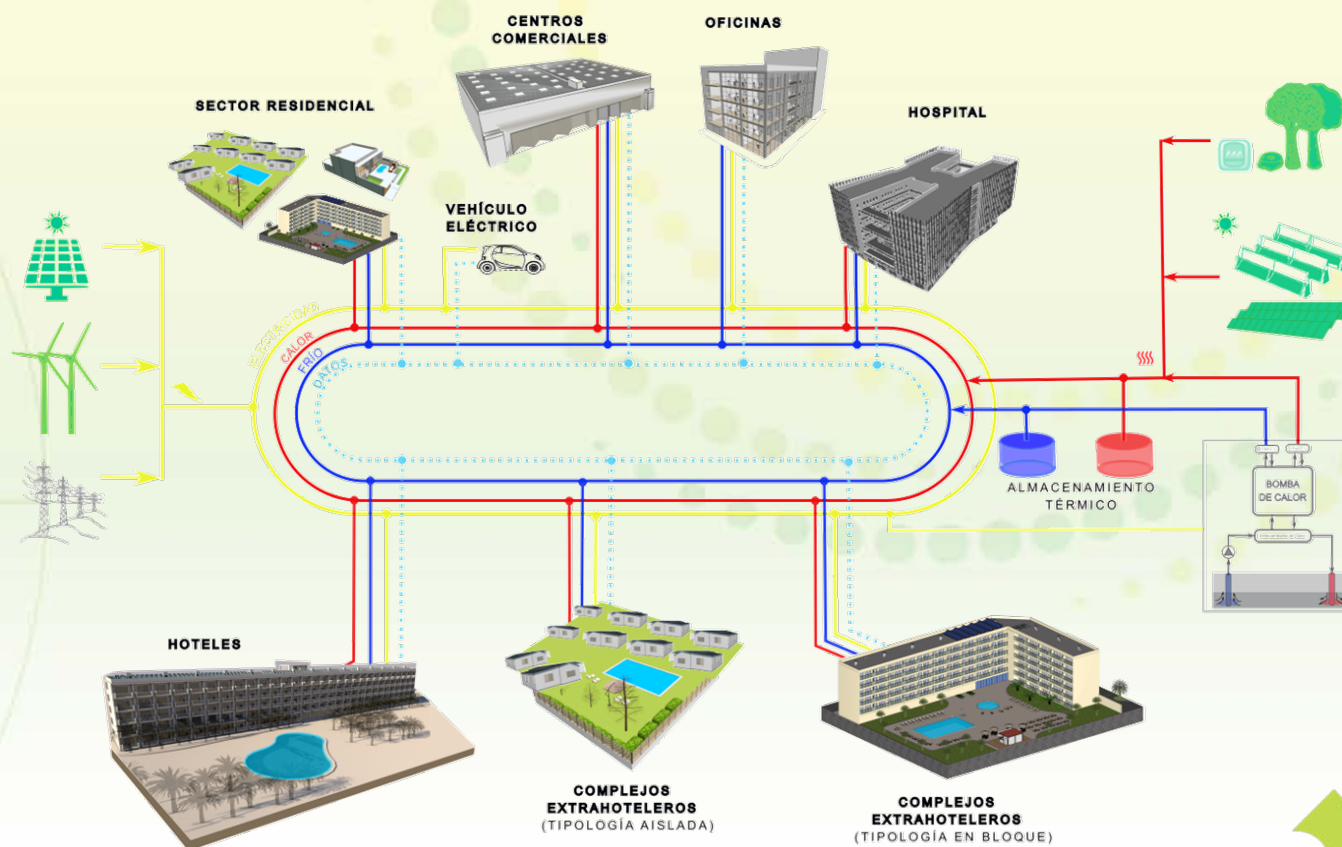 CENTROS
COMERCIALES
OFICINAS
SECTOR RESIDENCIAL
HOSPITAL
VEHÍCULO
ELÉCTRICO
ELECTRICIDAD
CALOR
FRÍO
DATOS
ALMACENAMIENTO
TÉRMICO
BOMBA
DE CALOR
HOTELES
COMPLEJOS
EXTRAHOTELEROS
(TIPOLOGÍA AISLADA)
COMPLEJOS
EXTRAHOTELEROS
(TIPOLOGÍA EN BLOQUE)